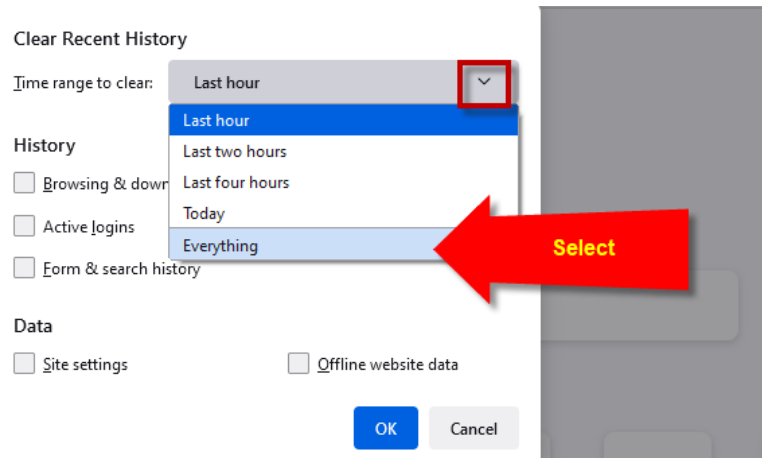 Clear Recent History
Time range to clear: Last hour
Last hour
Last two hours
History
Browsing & down
Last four hours
Today
Active logins
Everything
Select
Form & search history
Data
Site settings
Offline website data
OK
Cancel